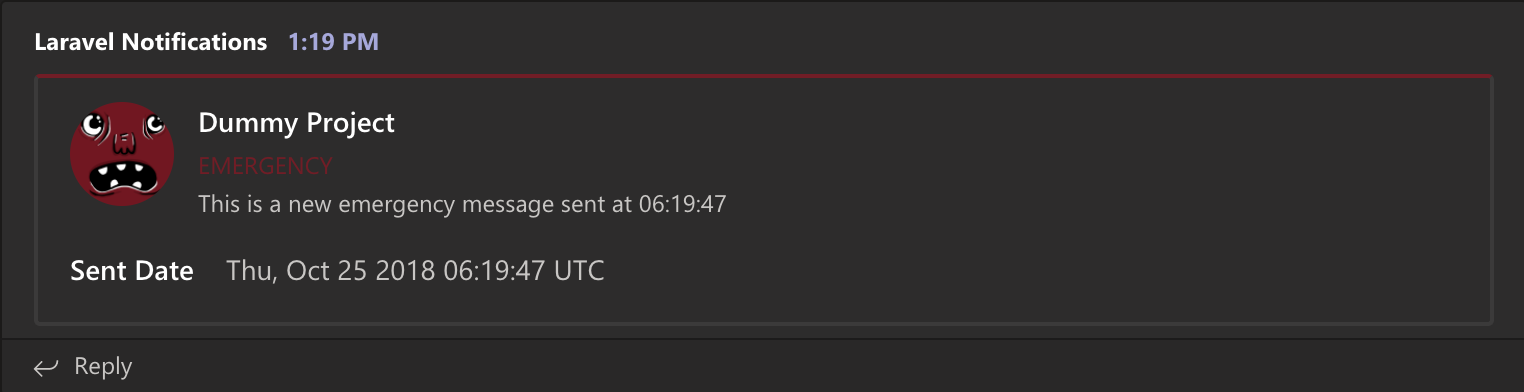 Laravel Notifications 1:19 PM
Dummy Project
EMERGENCY
This is a new emergency message sent at 06:19:47
Sent Date Thu, Oct 25 2018 06:19:47 UTC
Reply